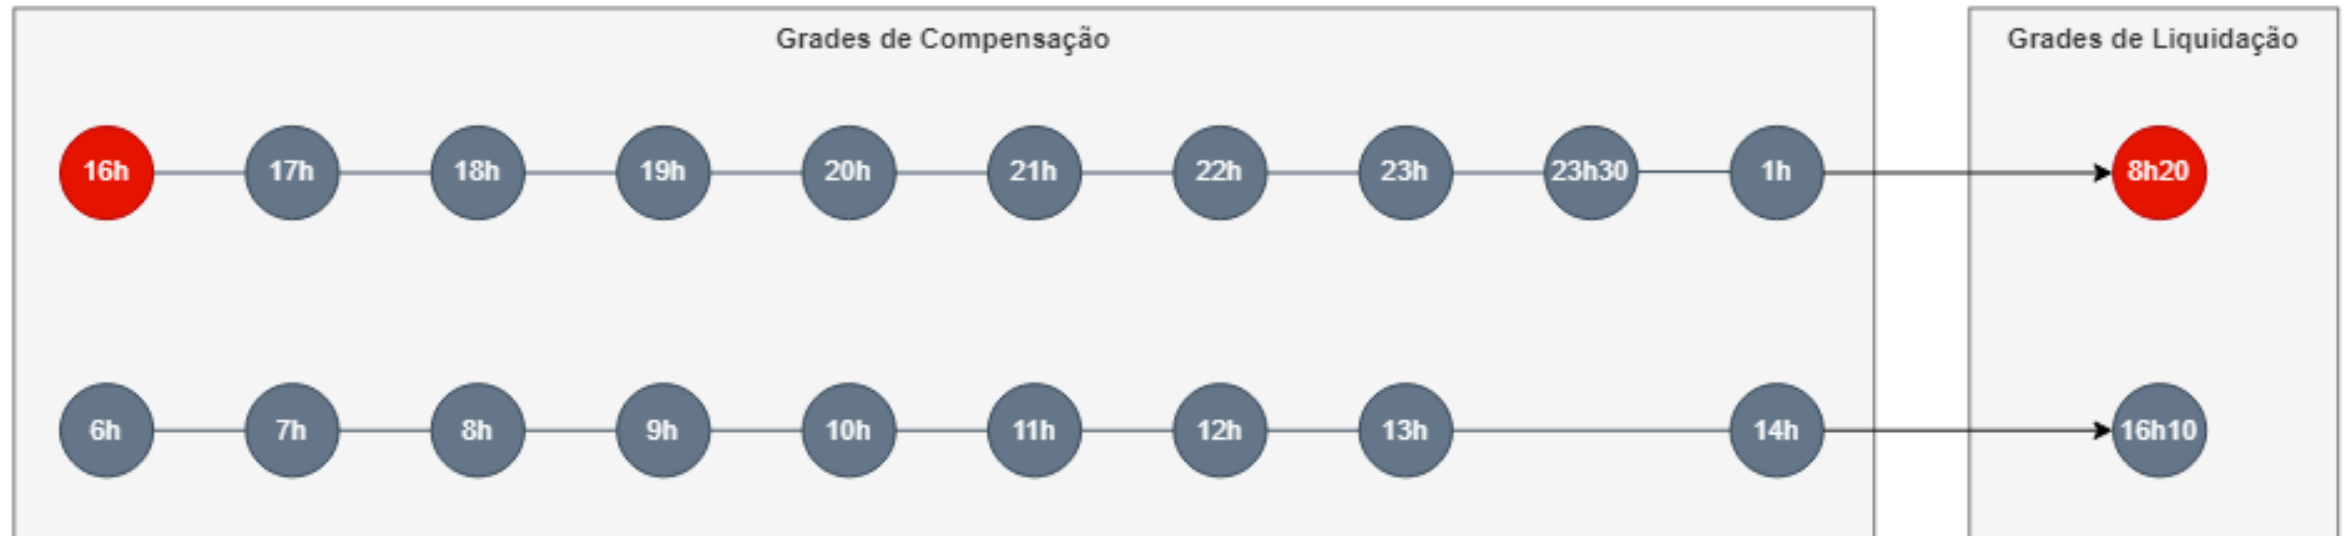 Grades de Compensação
Grades de Liquidação
16h 17h 18h 19h 20h 21h 22h 23h 23h30 1h 8h20
6h 7h 8h 9h 10h 11h 12h 13h 14h 16h10